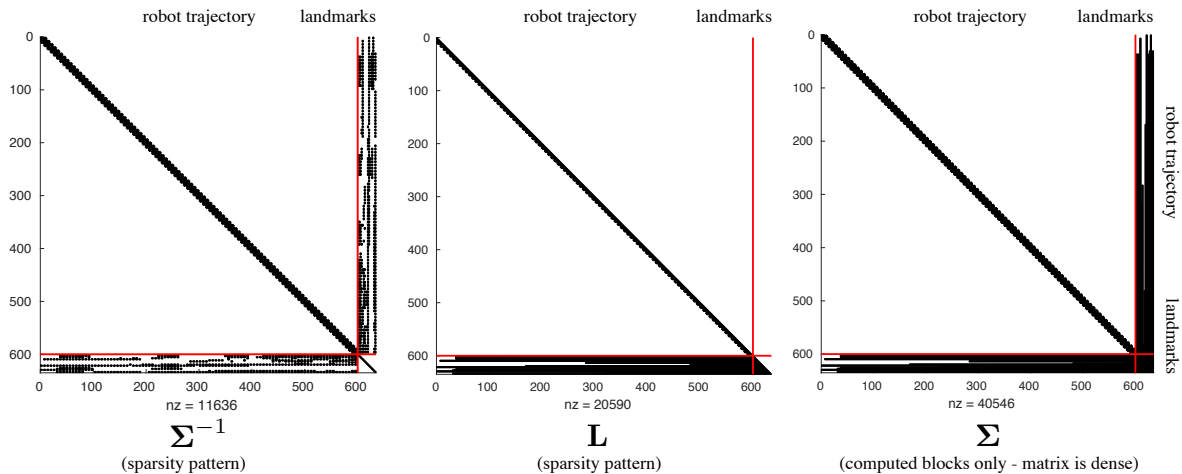 robot trajectory landmarks
0
100
200
300
400
500
600
0 100 200 300 400 500 600
nz = 11636
Σ⁻¹
(sparsity pattern)
robot trajectory landmarks
0
100
200
300
400
500
600
0 100 200 300 400 500 600
nz = 20590
L
(sparsity pattern)
robot trajectory landmarks
0
100
200
300
400
500
600
0 100 200 300 400 500 600
nz = 40546
Σ
(computed blocks only - matrix is dense)
robot trajectory
landmarks